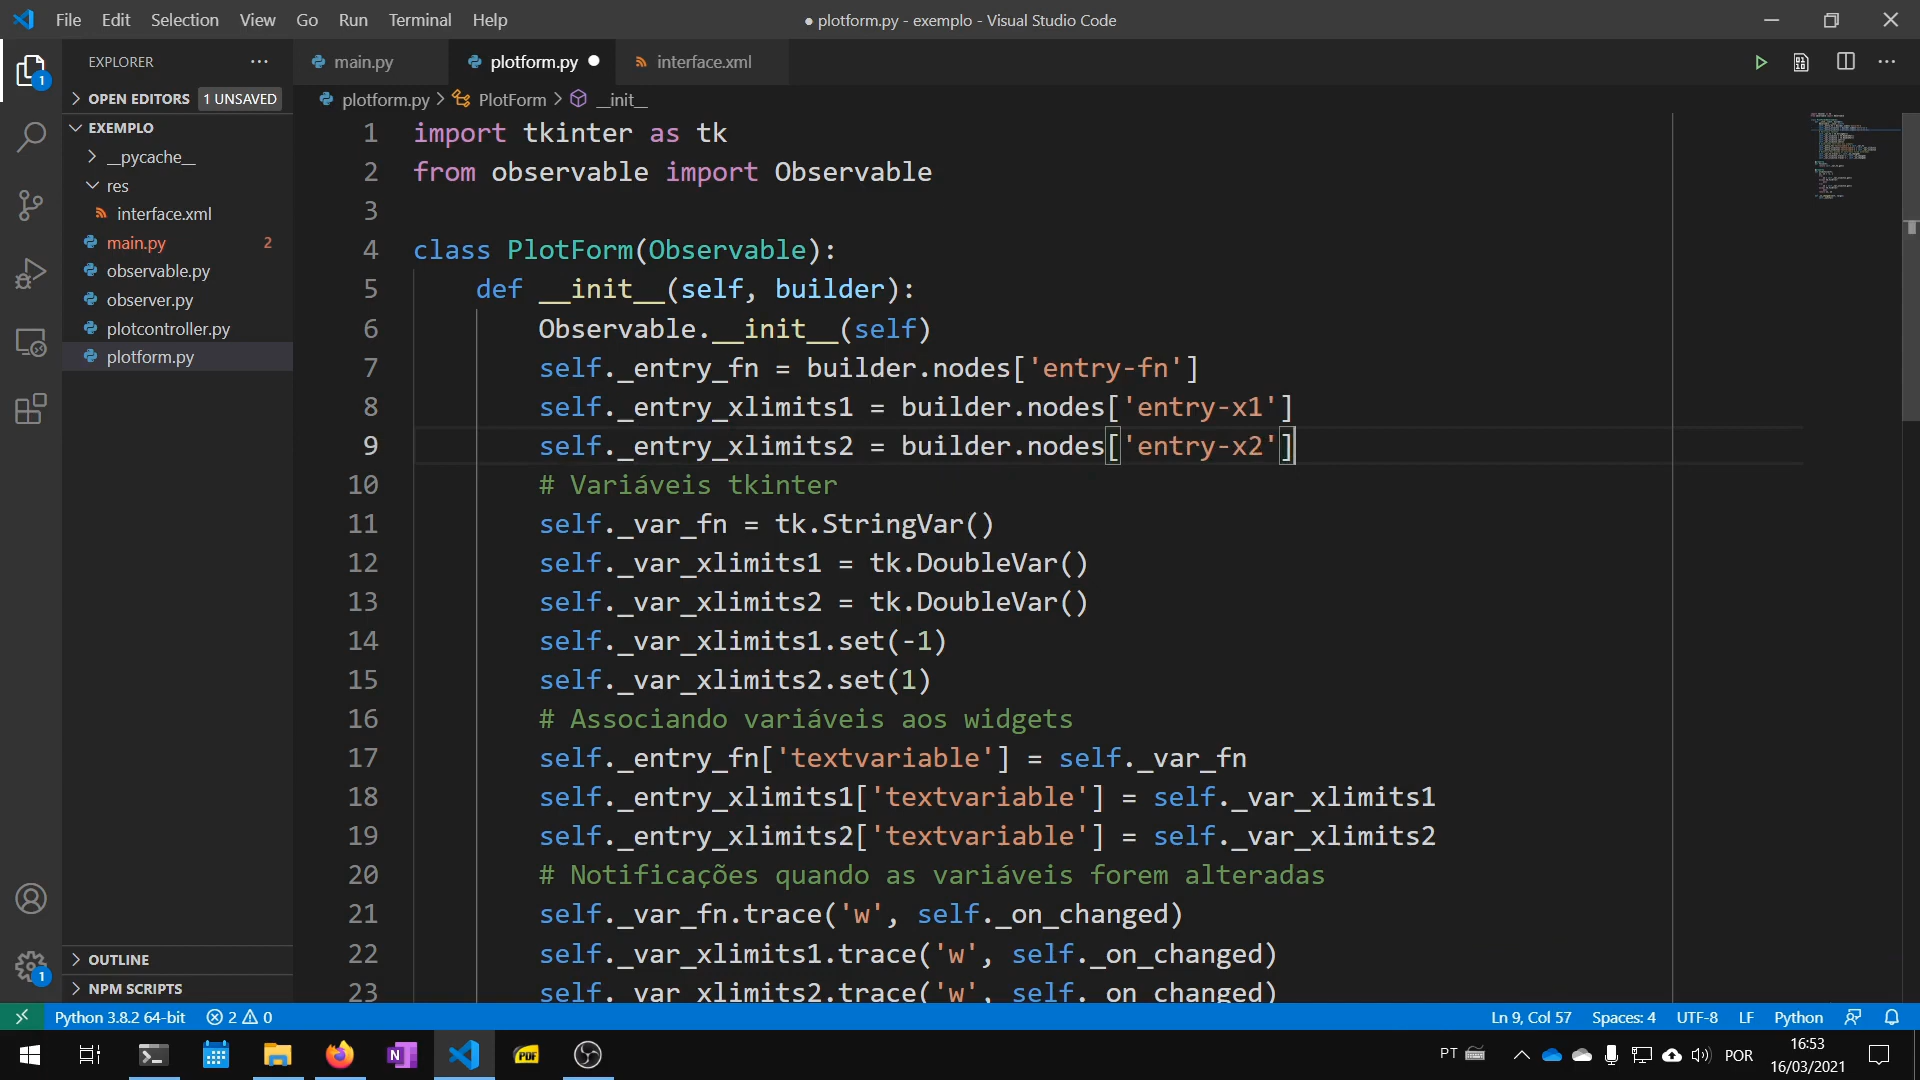 File Edit Selection View Go Run Terminal Help
● plotform.py - exemplo - Visual Studio Code
EXPLORER
main.py
plotform.py
interface.xml
OPEN EDITORS 1 UNSAVED
plotform.py > PlotForm > __init__
EXEMPLO
__pycache__
res
interface.xml
main.py 2
observable.py
observer.py
plotcontroller.py
plotform.py
OUTLINE
NPM SCRIPTS
1 import tkinter as tk
2 from observable import Observable
3
4 class PlotForm(Observable):
5 def __init__(self, builder):
6 Observable.__init__(self)
7 self._entry_fn = builder.nodes['entry-fn']
8 self._entry_xlimits1 = builder.nodes['entry-x1']
9 self._entry_xlimits2 = builder.nodes['entry-x2']
10 # Variáveis tkinter
11 self._var_fn = tk.StringVar()
12 self._var_xlimits1 = tk.DoubleVar()
13 self._var_xlimits2 = tk.DoubleVar()
14 self._var_xlimits1.set(-1)
15 self._var_xlimits2.set(1)
16 # Associando variáveis aos widgets
17 self._entry_fn['textvariable'] = self._var_fn
18 self._entry_xlimits1['textvariable'] = self._var_xlimits1
19 self._entry_xlimits2['textvariable'] = self._var_xlimits2
20 # Notificações quando as variáveis forem alteradas
21 self._var_fn.trace('w', self._on_changed)
22 self._var_xlimits1.trace('w', self._on_changed)
23 self._var_xlimits2.trace('w', self._on_changed)
1
1
Python 3.8.2 64-bit 2 0
Ln 9, Col 57 Spaces: 4 UTF-8 LF Python
N
PDF
PT
POR
16:53
16/03/2021